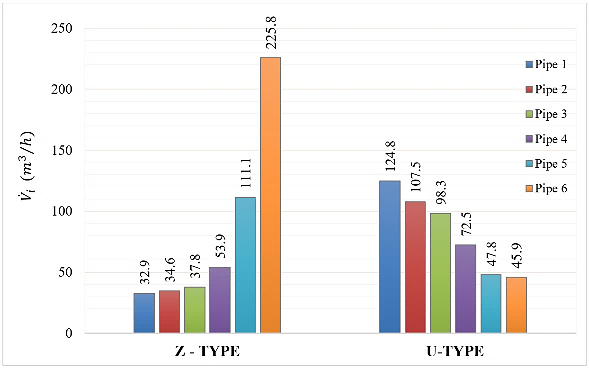 250
200
150
100
50
0
V̇ᵢ (m³/h)
32.9
34.6
37.8
53.9
111.1
225.8
124.8
107.5
98.3
72.5
47.8
45.9
Z - TYPE
U-TYPE
Pipe 1
Pipe 2
Pipe 3
Pipe 4
Pipe 5
Pipe 6